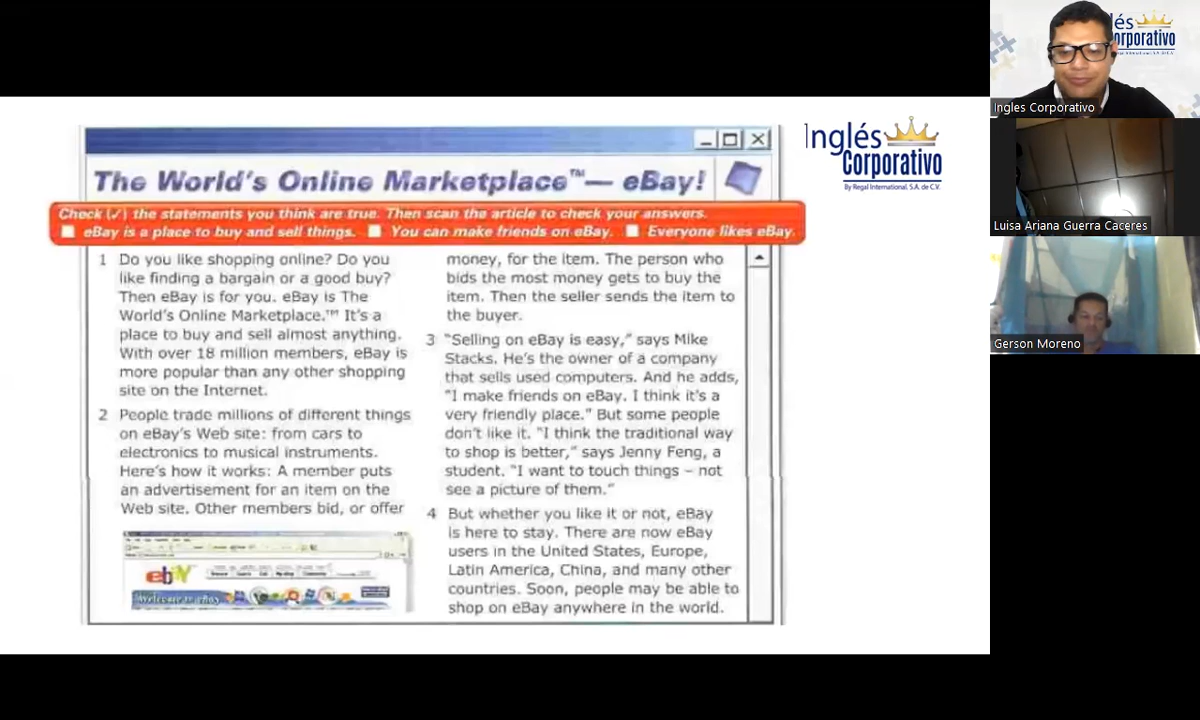 The World's Online Marketplace™— eBay!
Check (✓) the statements you think are true. Then scan the article to check your answers.
eBay is a place to buy and sell things. You can make friends on eBay. Everyone likes eBay.
1 Do you like shopping online? Do you
like finding a bargain or a good buy?
Then eBay is for you. eBay is The
World's Online Marketplace.™ It's a
place to buy and sell almost anything.
With over 18 million members, eBay is
more popular than any other shopping
site on the Internet.
2 People trade millions of different things
on eBay's Web site: from cars to
electronics to musical instruments.
Here's how it works: A member puts
an advertisement for an item on the
Web site. Other members bid, or offer
ebY
Welcome to eBay
money, for the item. The person who
bids the most money gets to buy the
item. Then the seller sends the item to
the buyer.
3 "Selling on eBay is easy," says Mike
Stacks. He's the owner of a company
that sells used computers. And he adds,
"I make friends on eBay. I think it's a
very friendly place." But some people
don't like it. "I think the traditional way
to shop is better," says Jenny Feng, a
student. "I want to touch things – not
see a picture of them."
4 But whether you like it or not, eBay
is here to stay. There are now eBay
users in the United States, Europe,
Latin America, China, and many other
countries. Soon, people may be able to
shop on eBay anywhere in the world.
Inglés
Corporativo
By Regal International, S.A. de C.V.
és
orporativo
Ingles Corporativo
Luisa Ariana Guerra Caceres
Gerson Moreno